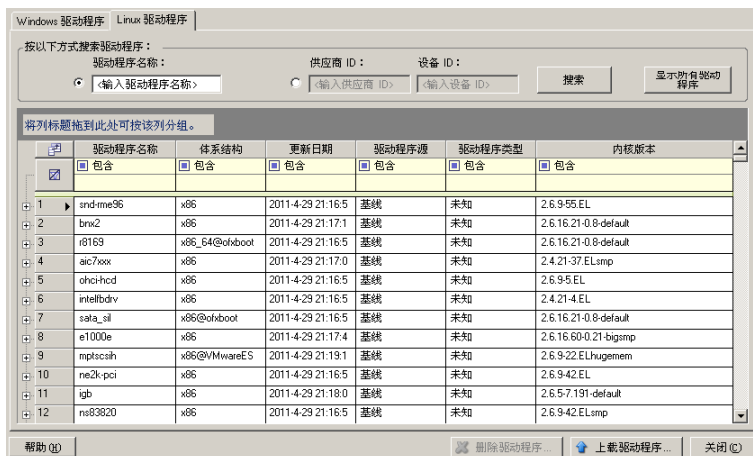 Windows 驱动程序 Linux 驱动程序
按以下方式搜索驱动程序：
驱动程序名称： 供应商 ID： 设备 ID：
<输入驱动程序名称> <输入供应商 ID> <输入设备 ID> 搜索 显示所有驱动程序
将列标题拖到此处可按该列分组。
驱动程序名称 体系结构 更新日期 驱动程序源 驱动程序类型 内核版本
包含 包含 包含 包含 包含 包含
1 snd-rme96 x86 2011-4-29 21:16:5 基线 未知 2.6.9-55.EL
2 bnx2 x86 2011-4-29 21:17:1 基线 未知 2.6.16.21-0.8-default
3 r8169 x86_64@ofxboot 2011-4-29 21:16:5 基线 未知 2.6.16.21-0.8-default
4 aic7xxx x86 2011-4-29 21:17:0 基线 未知 2.4.21-37.ELsmp
5 ohci-hcd x86 2011-4-29 21:16:5 基线 未知 2.6.9-5.EL
6 intelfbdrv x86 2011-4-29 21:16:5 基线 未知 2.4.21-4.EL
7 sata_sil x86@ofxboot 2011-4-29 21:16:5 基线 未知 2.6.16.21-0.8-default
8 e1000e x86 2011-4-29 21:17:4 基线 未知 2.6.16.60-0.21-bigsmp
9 mptscsih x86@VMwareES 2011-4-29 21:19:1 基线 未知 2.6.9-22.ELhugemem
10 ne2k-pci x86 2011-4-29 21:16:5 基线 未知 2.6.9-42.EL
11 igb x86 2011-4-29 21:18:0 基线 未知 2.6.5-7.191-default
12 ns83820 x86 2011-4-29 21:16:5 基线 未知 2.6.9-42.ELsmp
帮助(H) 删除驱动程序... 上载驱动程序... 关闭(C)